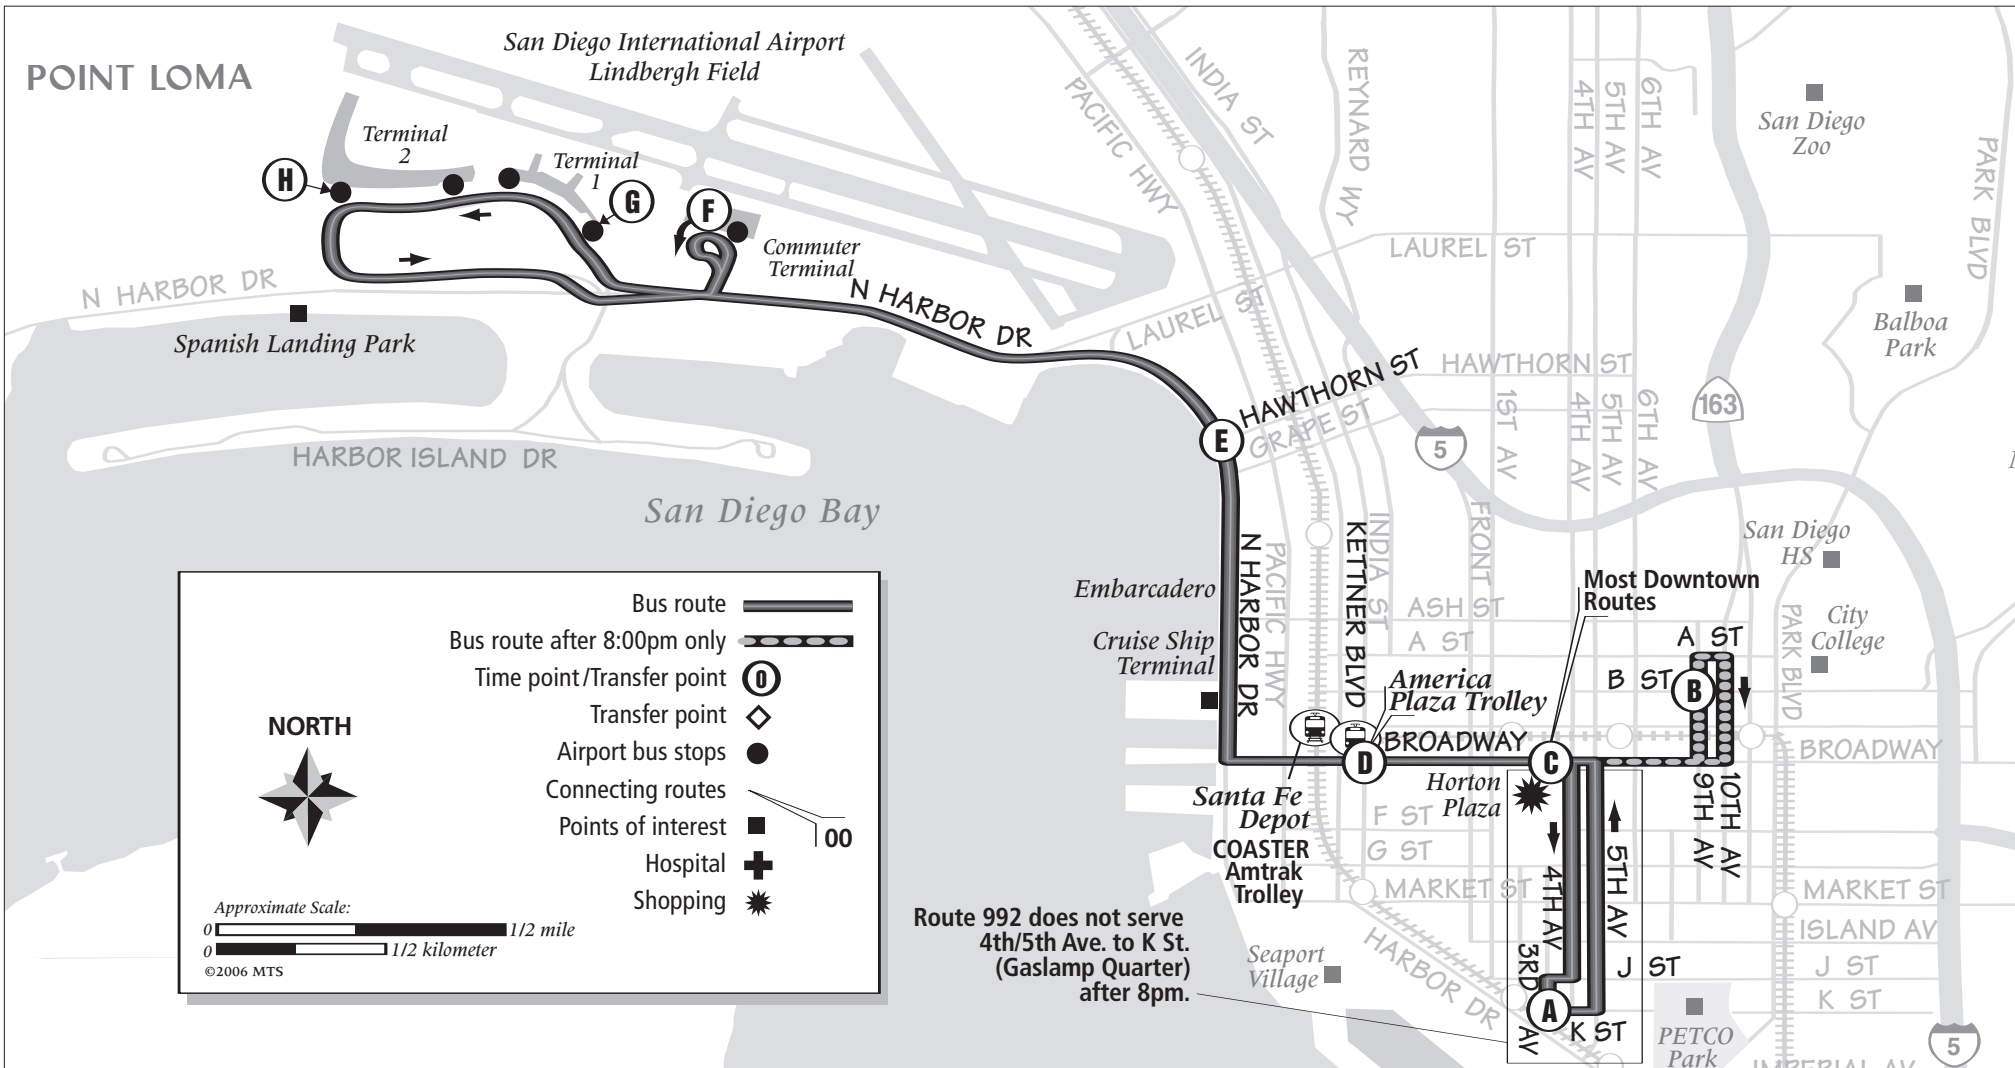 POINT LOMA
San Diego International Airport
Lindbergh Field
Terminal
2
Terminal
1
H
G
F
Commuter
Terminal
N HARBOR DR
N HARBOR DR
Spanish Landing Park
HARBOR ISLAND DR
San Diego Bay
PACIFIC HWY
INDIA ST
REYNARD WY
4TH AV
5TH AV
6TH AV
San Diego
Zoo
PARK BLVD
LAUREL ST
LAUREL ST
Balboa
Park
HAWTHORN ST
HAWTHORN ST
GRAPE ST
E
1ST AV
4TH AV
5TH AV
6TH AV
163
5
San Diego
HS
City
College
PARK BLVD
N HARBOR DR
PACIFIC HWY
KETTNER BLVD
INDIA ST
FRONT
ASH ST
A ST
Most Downtown
Routes
A ST
B ST
B
Embarcadero
Cruise Ship
Terminal
America
Plaza Trolley
BROADWAY
BROADWAY
D
C
Horton
Plaza
Santa Fe
Depot
COASTER
Amtrak
Trolley
F ST
G ST
MARKET ST
MARKET ST
ISLAND AV
J ST
J ST
K ST
K ST
9TH AV
10TH AV
4TH AV
5TH AV
3RD AV
A
HARBOR DR
Seaport
Village
PETCO
Park
IMPERIAL AV
5
Route 992 does not serve
4th/5th Ave. to K St.
(Gaslamp Quarter)
after 8pm.
Bus route
Bus route after 8:00pm only
Time point/Transfer point
0
Transfer point
Airport bus stops
Connecting routes
00
Points of interest
Hospital
Shopping
NORTH
Approximate Scale:
0
1/2 mile
0
1/2 kilometer
©2006 MTS